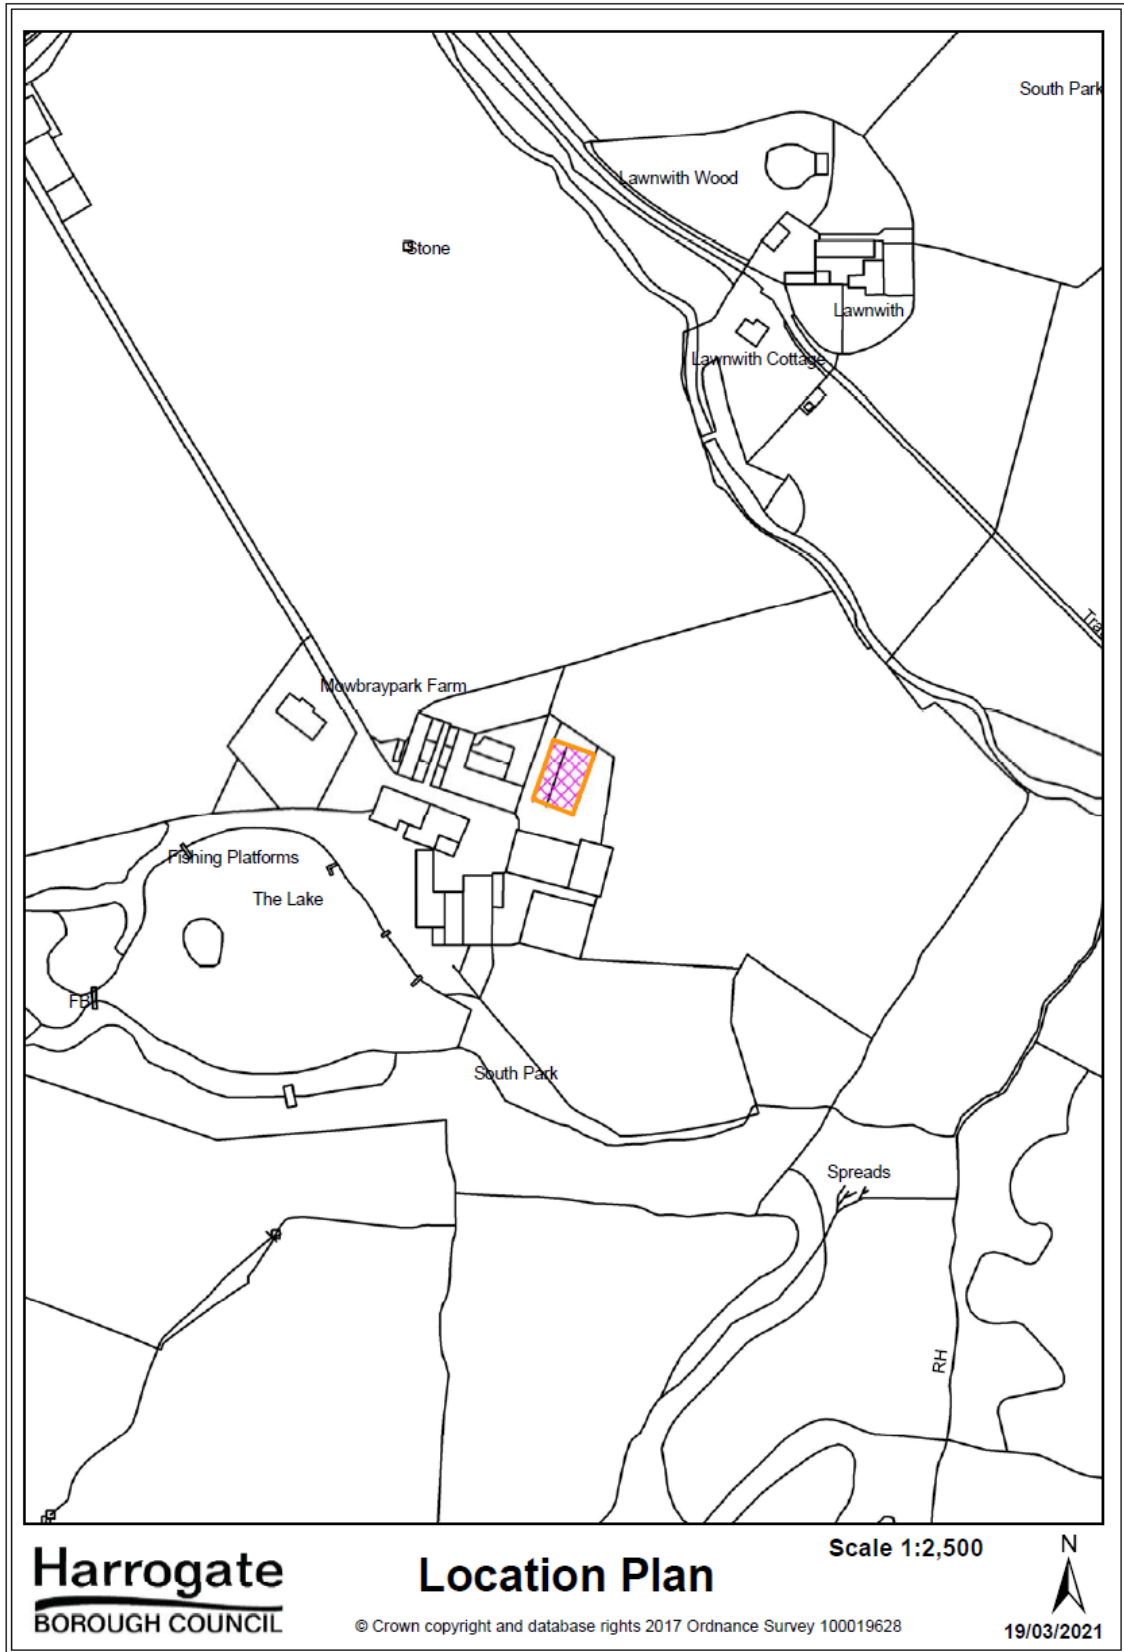 South Park
Lawnwith Wood
Stone
Lawnwith
Lawnwith Cottage
Tra
Mowbraypark Farm
Fishing Platforms
The Lake
FB
South Park
Spreads
RH
Harrogate
BOROUGH COUNCIL
Location Plan
Scale 1:2,500
N
© Crown copyright and database rights 2017 Ordnance Survey 100019628
19/03/2021